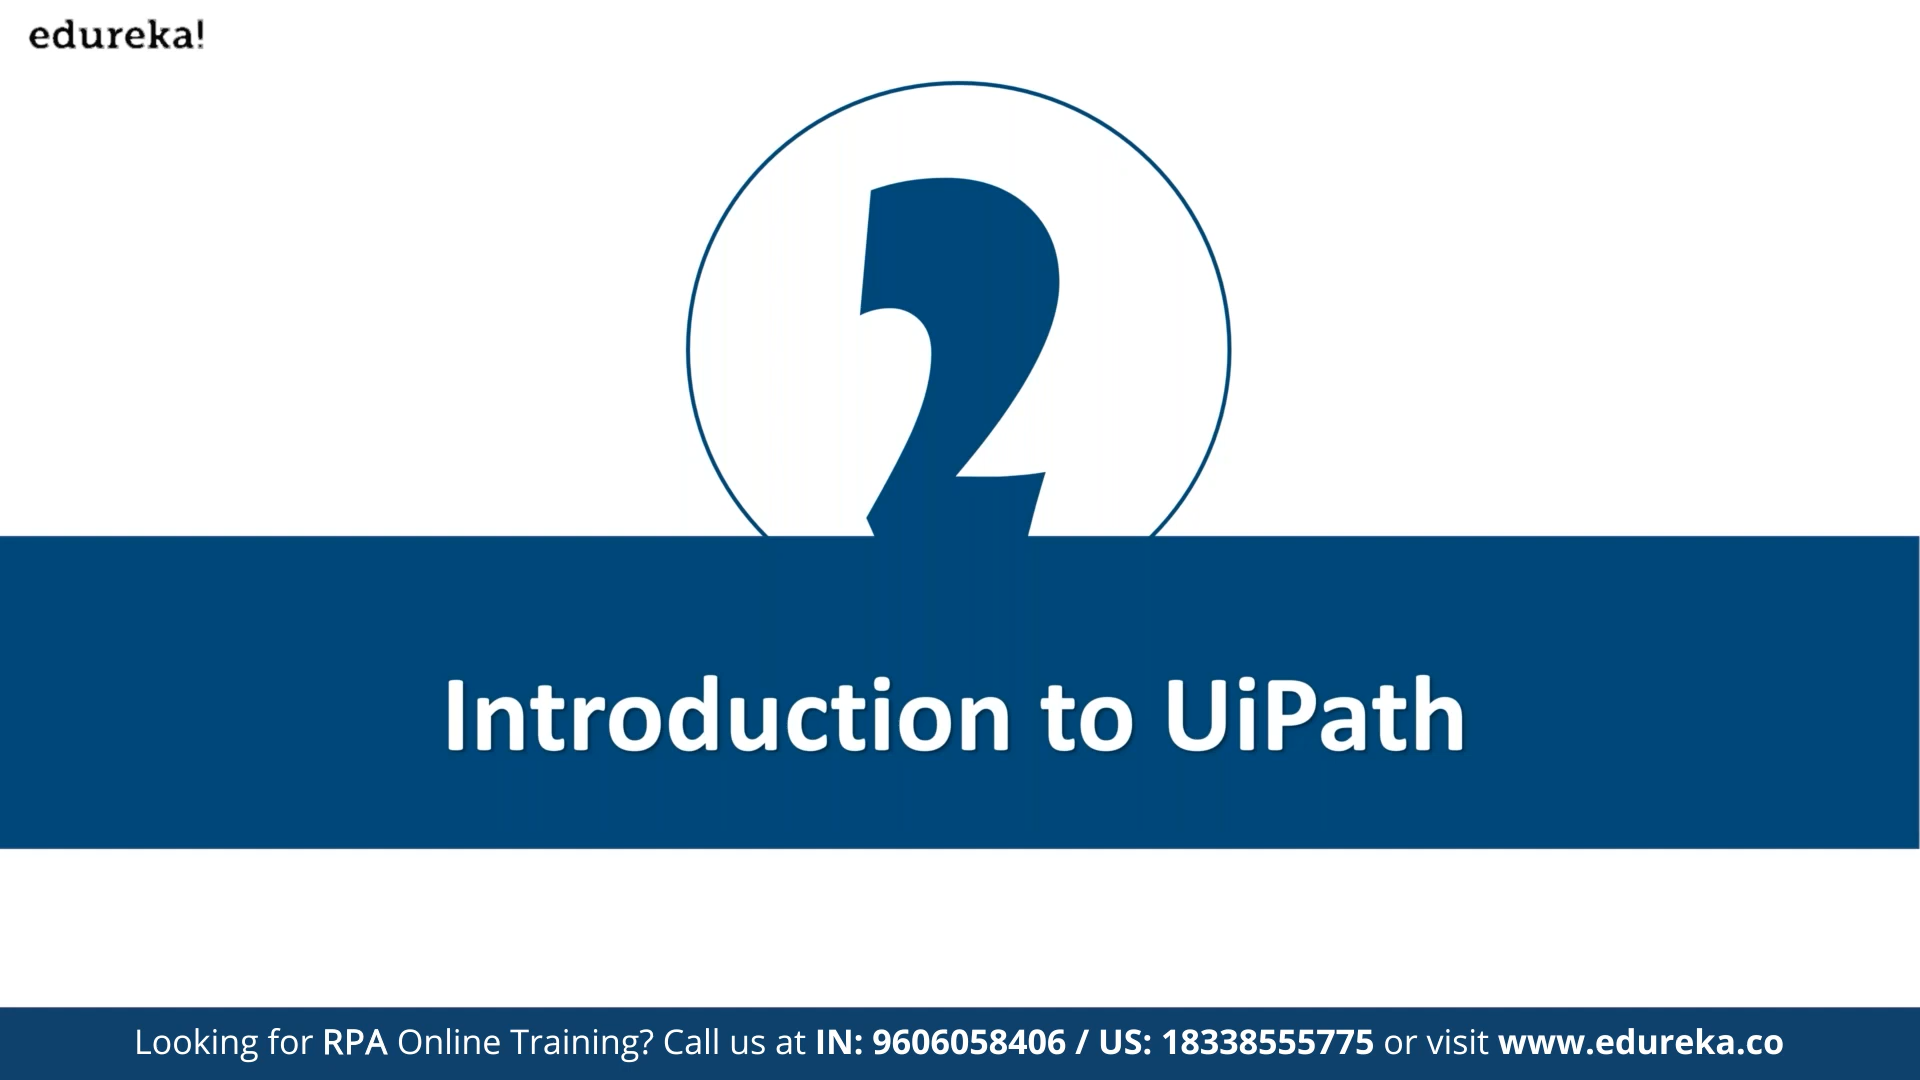 edureka!
2
Introduction to UiPath
Looking for RPA Online Training? Call us at IN: 9606058406 / US: 18338555775 or visit www.edureka.co